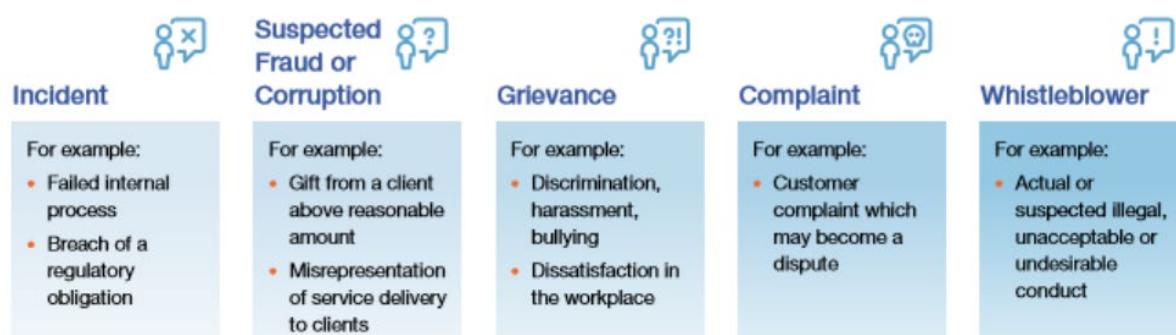 Incident
For example:
• Failed internal
process
• Breach of a
regulatory
obligation
Suspected
Fraud or
Corruption
For example:
• Gift from a client
above reasonable
amount
• Misrepresentation
of service delivery
to clients
Grievance
For example:
• Discrimination,
harassment,
bullying
• Dissatisfaction in
the workplace
Complaint
For example:
• Customer
complaint which
may become a
dispute
Whistleblower
For example:
• Actual or
suspected illegal,
unacceptable or
undesirable
conduct